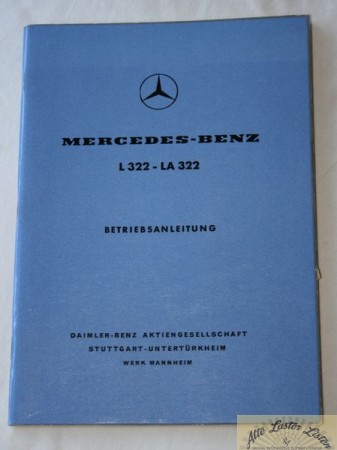 MERCEDES-BENZ
L 322 - LA 322
BETRIEBSANLEITUNG
DAIMLER-BENZ AKTIENGESELLSCHAFT
STUTTGART-UNTERTÜRKHEIM
WERK MANNHEIM
Alte Laster Listen